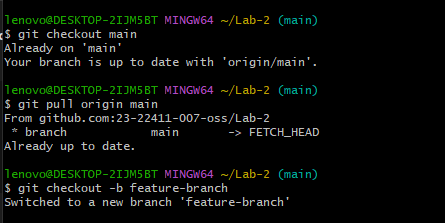 lenovo@DESKTOP-2IJM5BT MINGW64 ~/Lab-2 (main)
$ git checkout main
Already on 'main'
Your branch is up to date with 'origin/main'.
lenovo@DESKTOP-2IJM5BT MINGW64 ~/Lab-2 (main)
$ git pull origin main
From github.com:23-22411-007-oss/Lab-2
 * branch            main       -> FETCH_HEAD
Already up to date.
lenovo@DESKTOP-2IJM5BT MINGW64 ~/Lab-2 (main)
$ git checkout -b feature-branch
Switched to a new branch 'feature-branch'